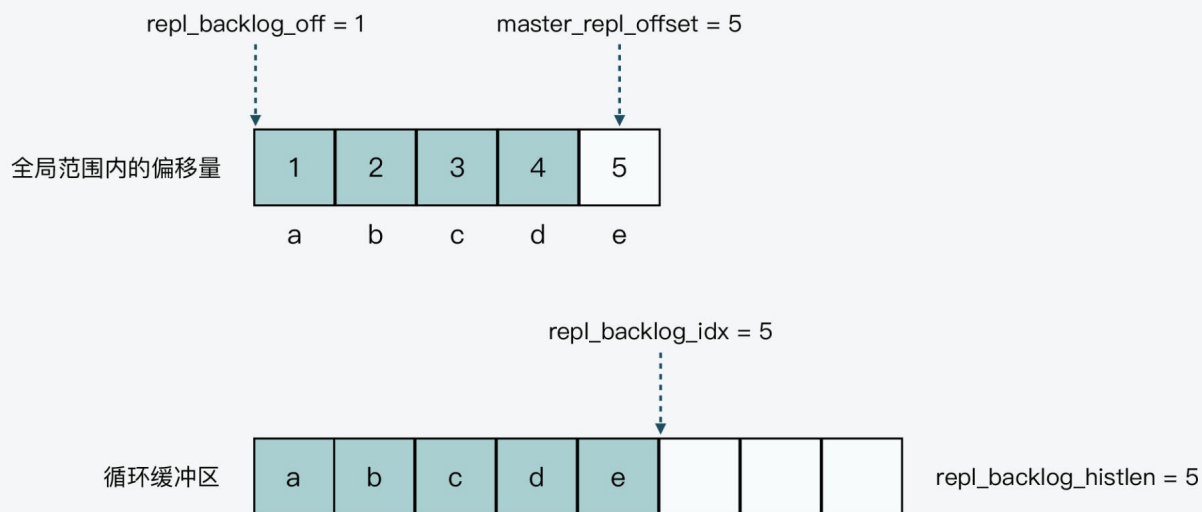 repl_backlog_off = 1
master_repl_offset = 5
全局范围内的偏移量
1 2 3 4 5
a b c d e
repl_backlog_idx = 5
循环缓冲区
a b c d e
repl_backlog_histlen = 5